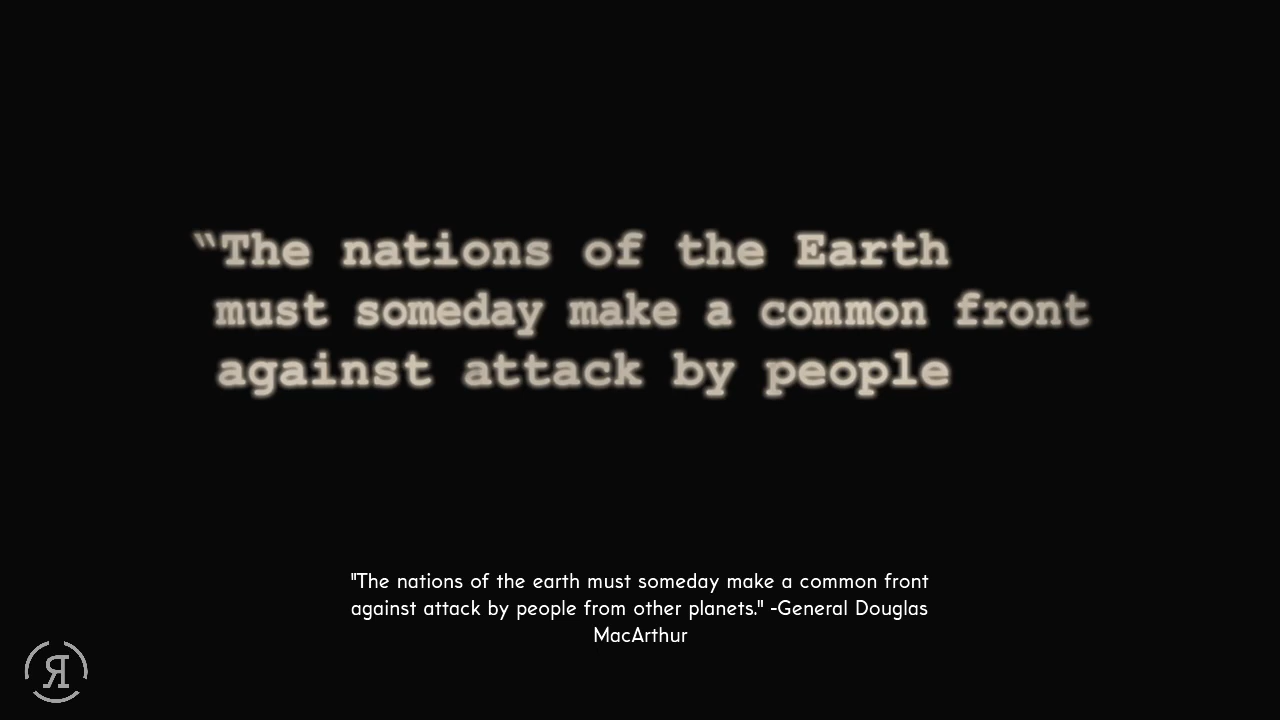 “The nations of the Earth
must someday make a common front
against attack by people
"The nations of the earth must someday make a common front
against attack by people from other planets." -General Douglas
MacArthur
Я